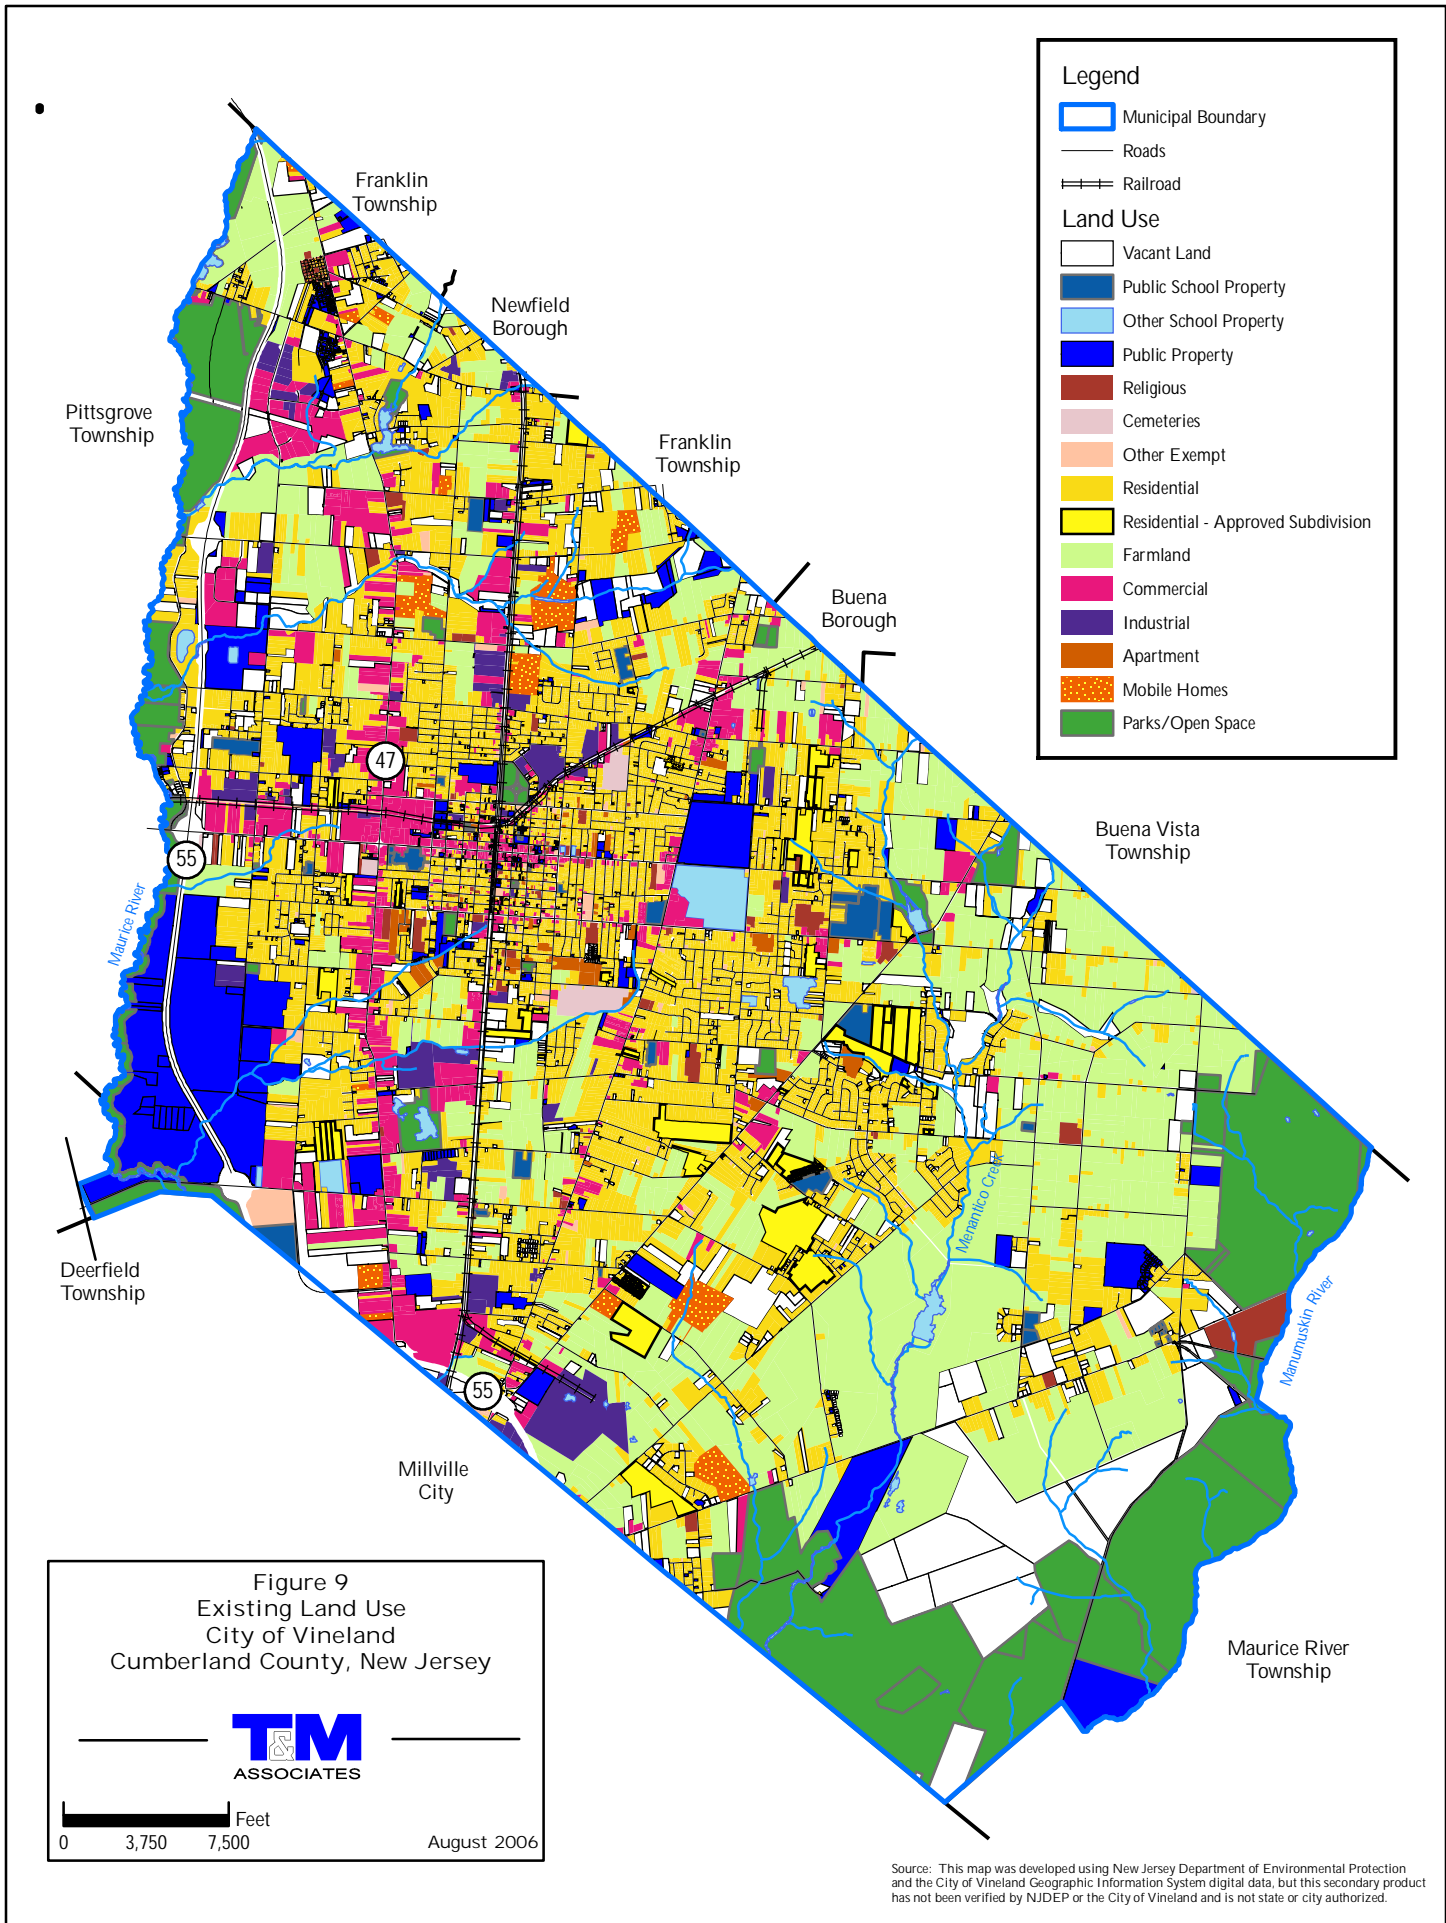 Legend
Municipal Boundary
Roads
Railroad
Land Use
Vacant Land
Public School Property
Other School Property
Public Property
Religious
Cemeteries
Other Exempt
Residential
Residential - Approved Subdivision
Farmland
Commercial
Industrial
Apartment
Mobile Homes
Parks/Open Space
Franklin
Township
Newfield
Borough
Pittsgrove
Township
Franklin
Township
Buena
Borough
47
Buena Vista
Township
55
Maurice River
Menantico Creek
Deerfield
Township
Manumuskin River
55
Millville
City
Maurice River
Township
Figure 9
Existing Land Use
City of Vineland
Cumberland County, New Jersey
T&M
ASSOCIATES
Feet
0 3,750 7,500
August 2006
Source: This map was developed using New Jersey Department of Environmental Protection
and the City of Vineland Geographic Information System digital data, but this secondary product
has not been verified by NJDEP or the City of Vineland and is not state or city authorized.